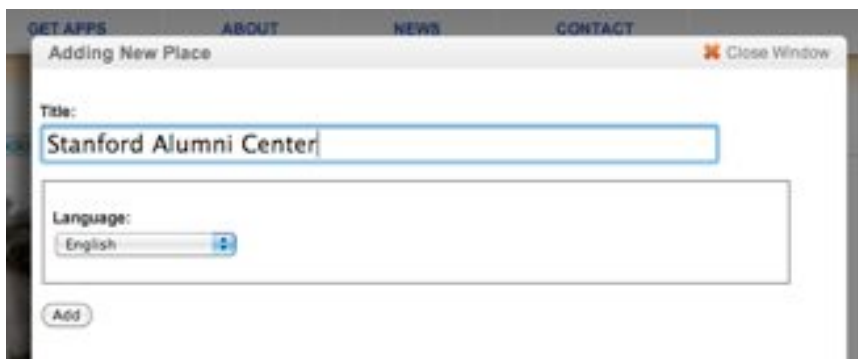 GET APPS ABOUT NEWS CONTACT
Adding New Place Close Window
Title:
Stanford Alumni Center
Language:
English
Add